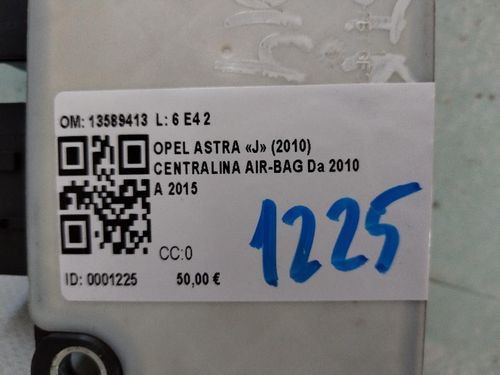 OM: 13589413 L: 6 E4 2
OPEL ASTRA «J» (2010)
CENTRALINA AIR-BAG Da 2010
A 2015
CC:0
ID: 0001225 50,00 €
1225